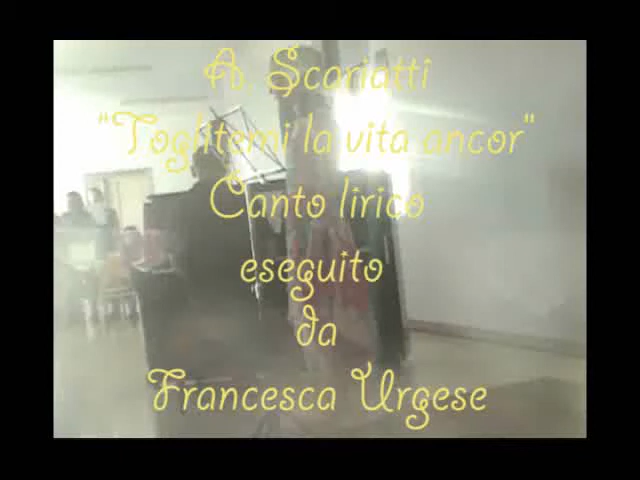 A. Scarlatti
"Toglietemi la vita ancor"
Canto lirico
eseguito
da
Francesca Urgese